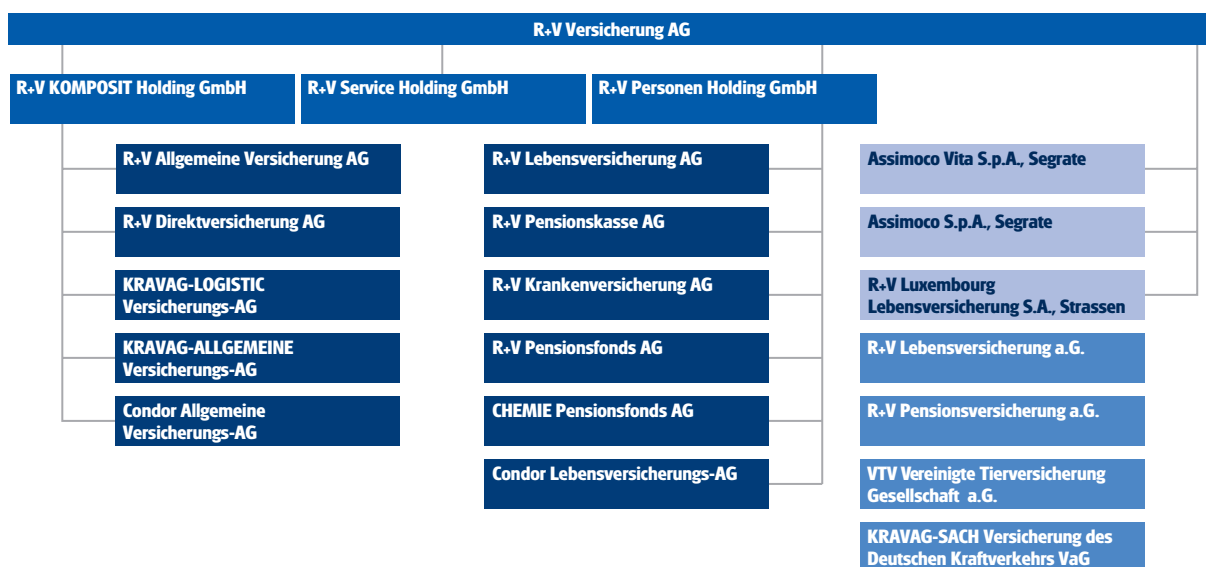 R+V Versicherung AG
R+V KOMPOSIT Holding GmbH
R+V Service Holding GmbH
R+V Personen Holding GmbH
R+V Allgemeine Versicherung AG
R+V Direktversicherung AG
KRAVAG-LOGISTIC
Versicherungs-AG
KRAVAG-ALLGEMEINE
Versicherungs-AG
Condor Allgemeine
Versicherungs-AG
R+V Lebensversicherung AG
R+V Pensionskasse AG
R+V Krankenversicherung AG
R+V Pensionsfonds AG
CHEMIE Pensionsfonds AG
Condor Lebensversicherungs-AG
Assimoco Vita S.p.A., Segrate
Assimoco S.p.A., Segrate
R+V Luxembourg
Lebensversicherung S.A., Strassen
R+V Lebensversicherung a.G.
R+V Pensionsversicherung a.G.
VTV Vereinigte Tierversicherung
Gesellschaft a.G.
KRAVAG-SACH Versicherung des
Deutschen Kraftverkehrs VaG